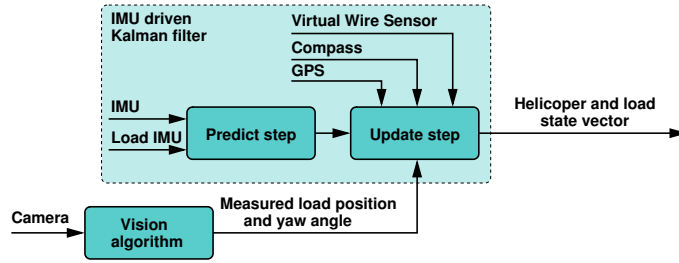 IMU driven
Kalman filter
Virtual Wire Sensor
Compass
GPS
IMU
Load IMU
Predict step
Update step
Helicoper and load
state vector
Measured load position
and yaw angle
Camera
Vision
algorithm